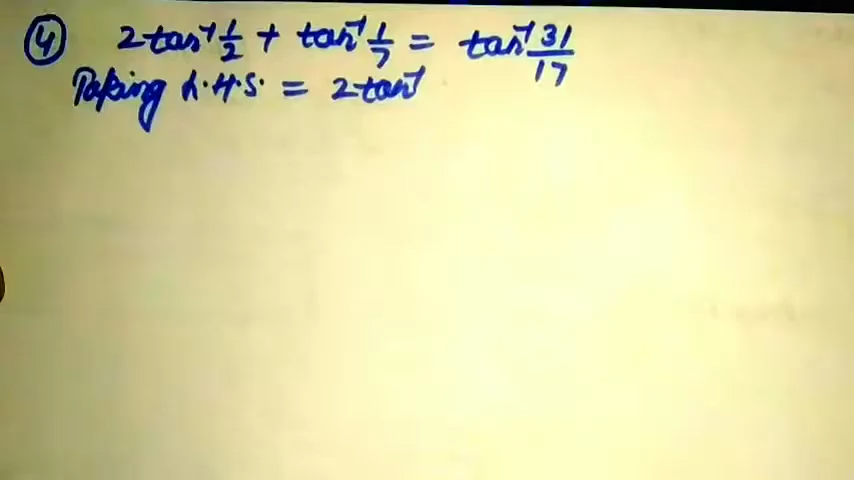 ④ 2tan⁻¹ 1/2 + tan⁻¹ 1/7 = tan⁻¹ 31/17
Taking L.H.S. = 2tan⁻¹